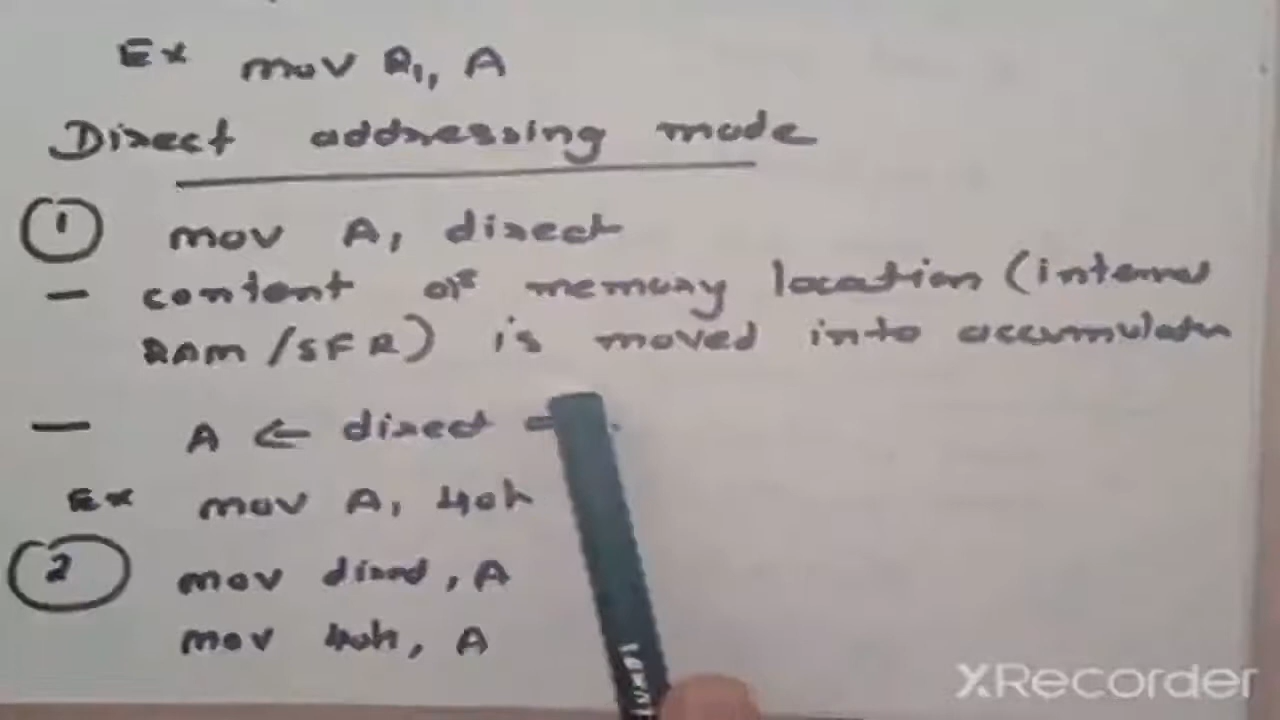 Ex mov R1, A
Direct addressing mode
1 mov A, direct
- content of memory location (internal
RAM/SFR) is moved into accumulator
- A ← direct
Ex mov A, 40h
2 mov direct, A
mov 40h, A
XRecorder